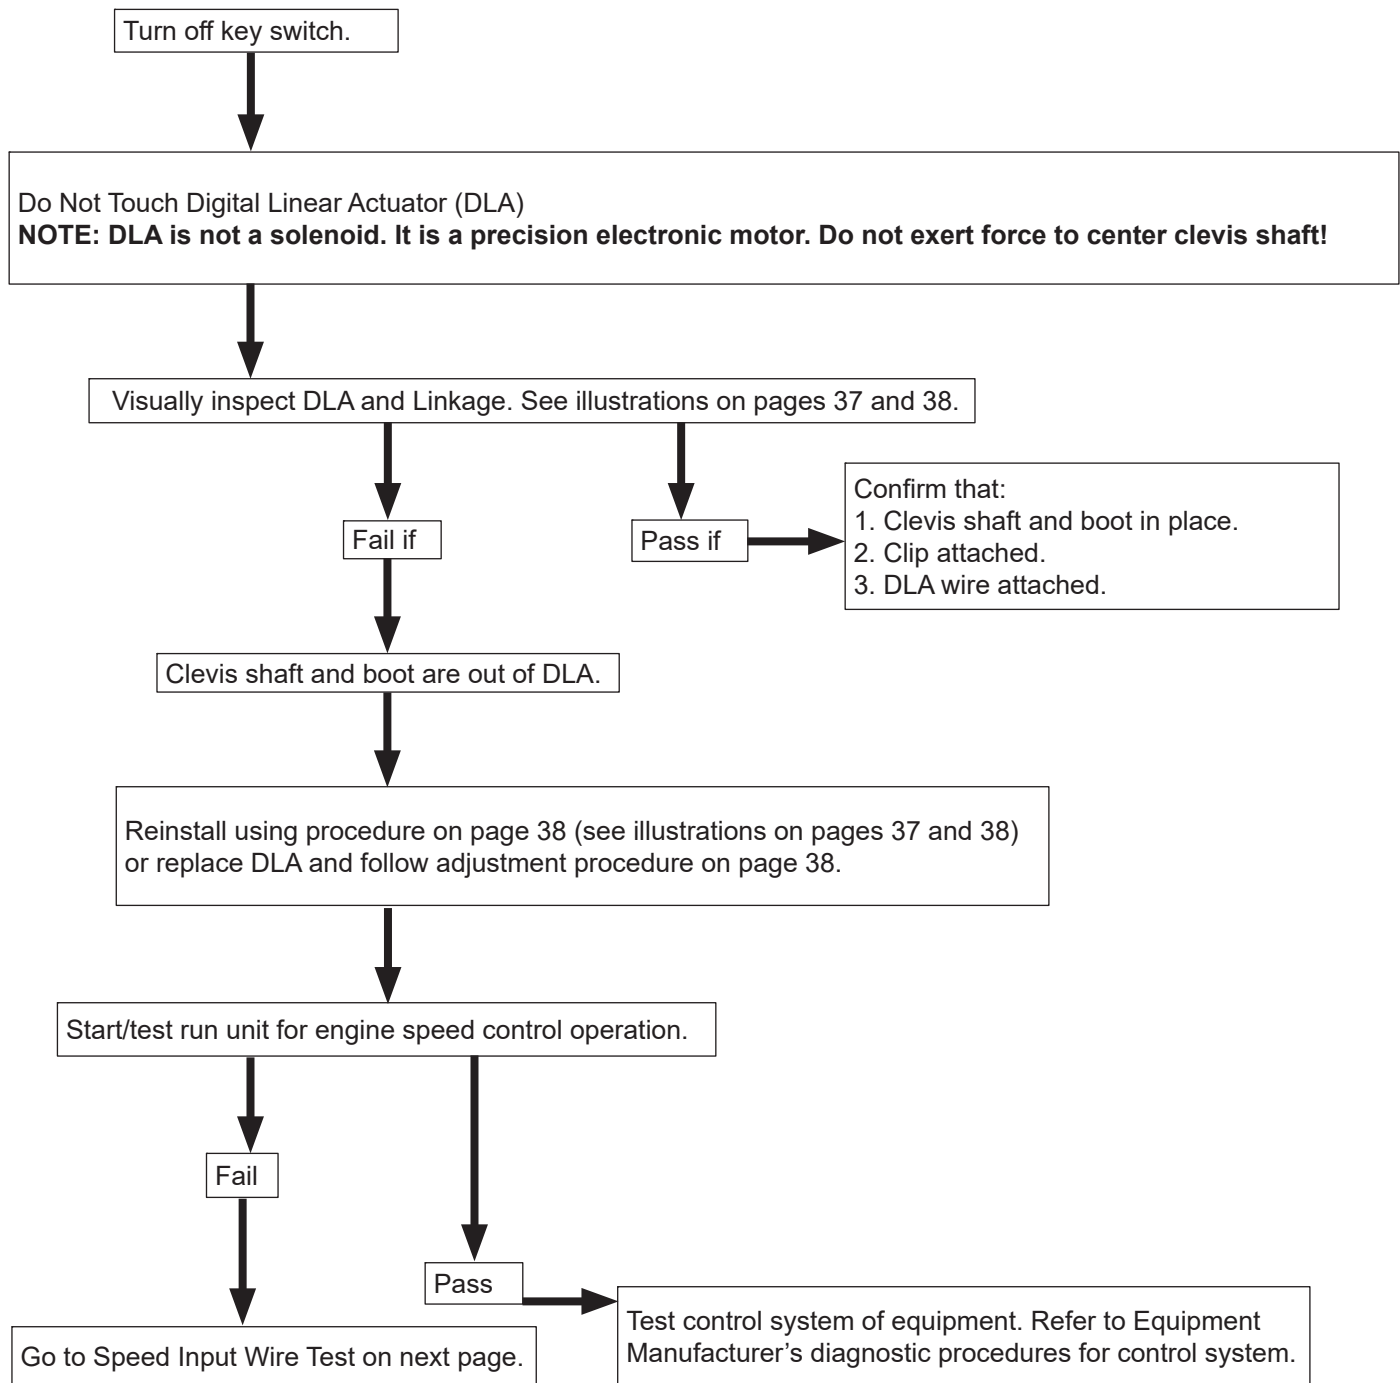 Turn off key switch.
Do Not Touch Digital Linear Actuator (DLA)
NOTE: DLA is not a solenoid. It is a precision electronic motor. Do not exert force to center clevis shaft!
Visually inspect DLA and Linkage. See illustrations on pages 37 and 38.
Fail if
Pass if
Confirm that:
1. Clevis shaft and boot in place.
2. Clip attached.
3. DLA wire attached.
Clevis shaft and boot are out of DLA.
Reinstall using procedure on page 38 (see illustrations on pages 37 and 38)
or replace DLA and follow adjustment procedure on page 38.
Start/test run unit for engine speed control operation.
Fail
Pass
Go to Speed Input Wire Test on next page.
Test control system of equipment. Refer to Equipment
Manufacturer’s diagnostic procedures for control system.